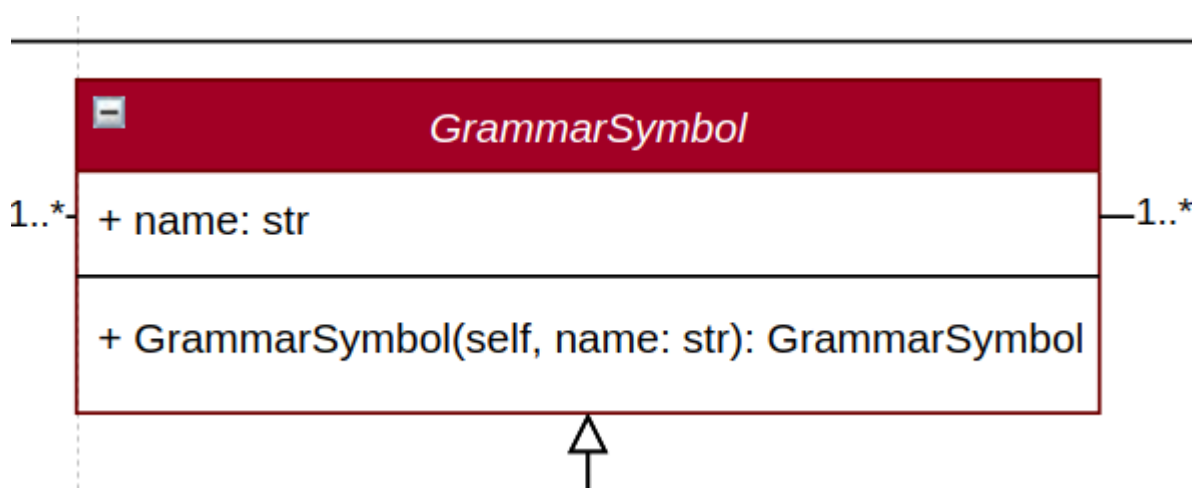 GrammarSymbol
1..*
+ name: str
1..*
+ GrammarSymbol(self, name: str): GrammarSymbol